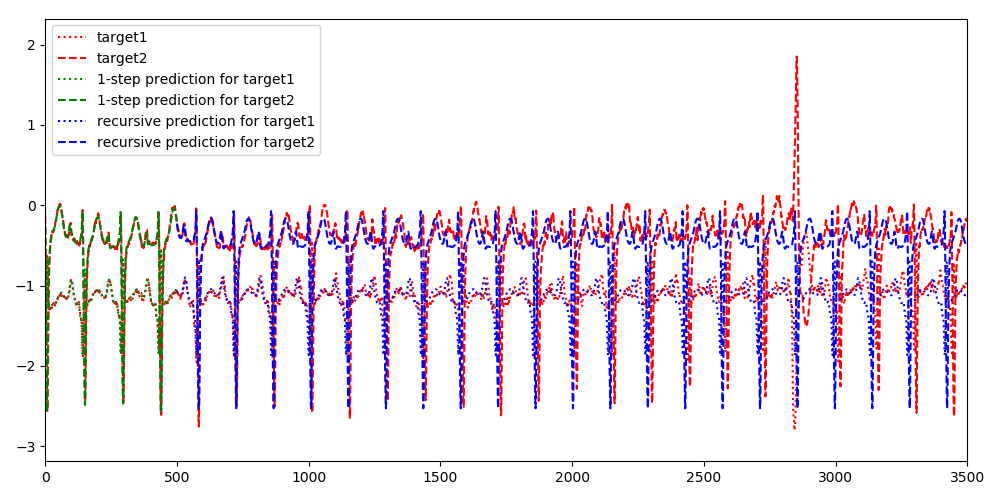 target1
target2
1-step prediction for target1
1-step prediction for target2
recursive prediction for target1
recursive prediction for target2
2
1
0
−1
−2
−3
0 500 1000 1500 2000 2500 3000 3500